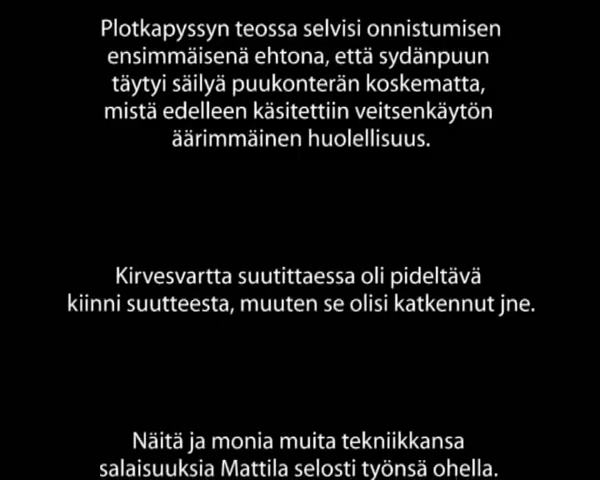 Plotkapyssyn teossa selvisi onnistumisen
ensimmäisenä ehtona, että sydänpuun
täytyi säilyä puukonterän koskematta,
mistä edelleen käsitettiin veitsenkäytön
äärimmäinen huolellisuus.
Kirvesvartta suutittaessa oli pideltävä
kiinni suutteesta, muuten se olisi katkennut jne.
Näitä ja monia muita tekniikkansa
salaisuuksia Mattila selosti työnsä ohella.